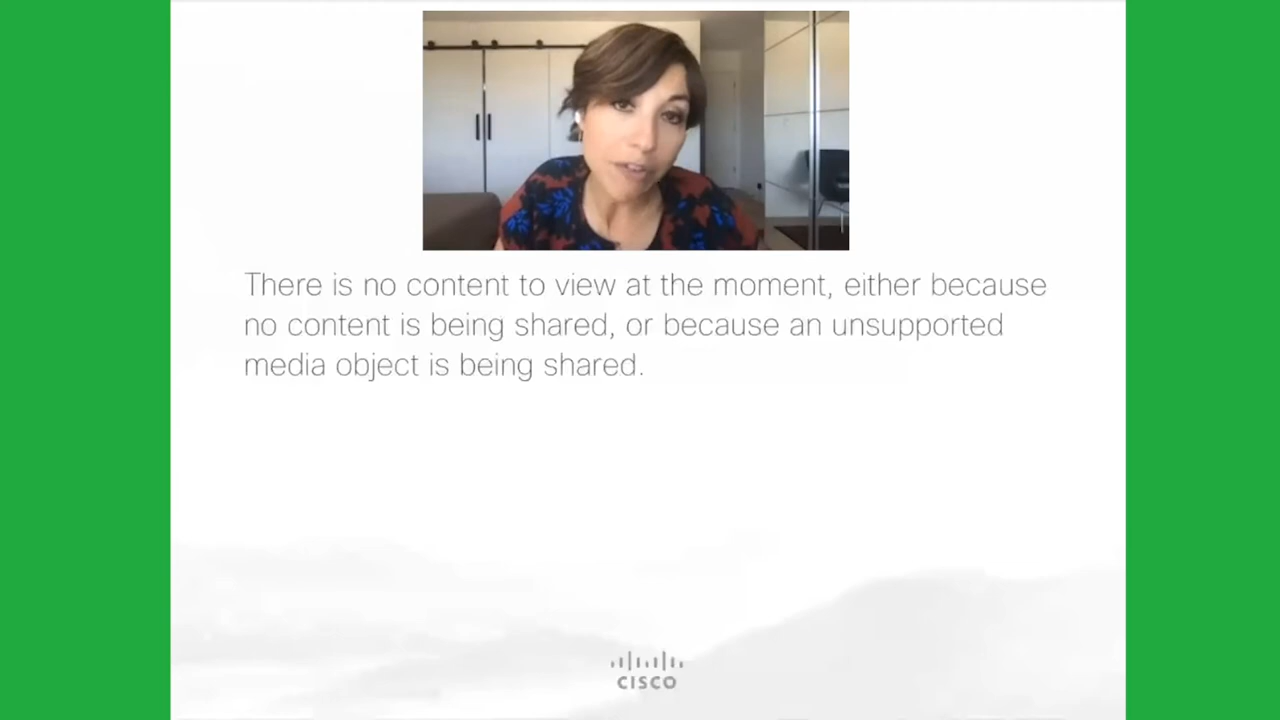 There is no content to view at the moment, either because
no content is being shared, or because an unsupported
media object is being shared.
CISCO